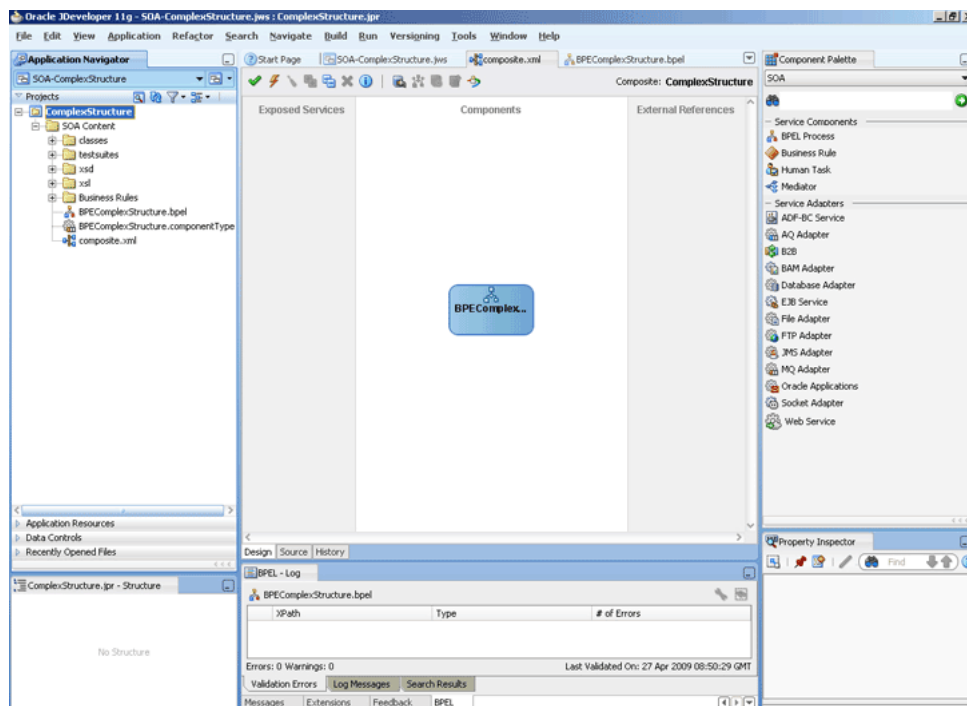 Oracle JDeveloper 11g - SOA-ComplexStructure.jws : ComplexStructure.jpr
File Edit View Application Refactor Search Navigate Build Run Versioning Tools Window Help
Application Navigator
SOA-ComplexStructure
Projects
ComplexStructure
SOA Content
classes
testsuites
xsd
xsl
Business Rules
BPEComplexStructure.bpel
BPEComplexStructure.componentType
composite.xml
Application Resources
Data Controls
Recently Opened Files
ComplexStructure.jpr - Structure
No Structure
Start Page SOA-ComplexStructure.jws composite.xml BPEComplexStructure.bpel
Composite: ComplexStructure
Exposed Services Components External References
BPEComplex...
Design Source History
BPEL - Log
BPEComplexStructure.bpel
XPath Type # of Errors
Errors: 0 Warnings: 0 Last Validated On: 27 Apr 2009 08:50:29 GMT
Validation Errors Log Messages Search Results
Messages Extensions Feedback BPEL
Component Palette
SOA
Service Components
BPEL Process
Business Rule
Human Task
Mediator
Service Adapters
ADF-BC Service
AQ Adapter
B2B
BAM Adapter
Database Adapter
EJB Service
File Adapter
FTP Adapter
JMS Adapter
MQ Adapter
Oracle Applications
Socket Adapter
Web Service
Property Inspector
Find